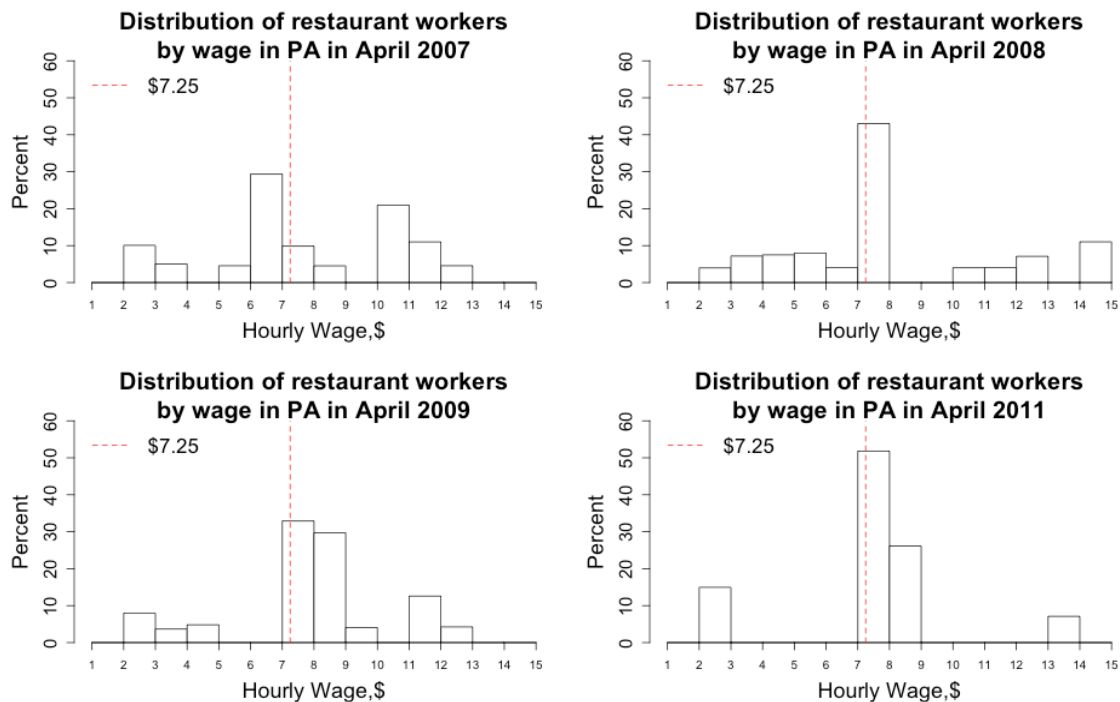 Distribution of restaurant workers
by wage in PA in April 2007
60
50
40
30
20
10
0
Percent
$7.25
1 2 3 4 5 6 7 8 9 10 11 12 13 14 15
Hourly Wage,$
Distribution of restaurant workers
by wage in PA in April 2008
60
50
40
30
20
10
0
Percent
$7.25
1 2 3 4 5 6 7 8 9 10 11 12 13 14 15
Hourly Wage,$
Distribution of restaurant workers
by wage in PA in April 2009
60
50
40
30
20
10
0
Percent
$7.25
1 2 3 4 5 6 7 8 9 10 11 12 13 14 15
Hourly Wage,$
Distribution of restaurant workers
by wage in PA in April 2011
60
50
40
30
20
10
0
Percent
$7.25
1 2 3 4 5 6 7 8 9 10 11 12 13 14 15
Hourly Wage,$